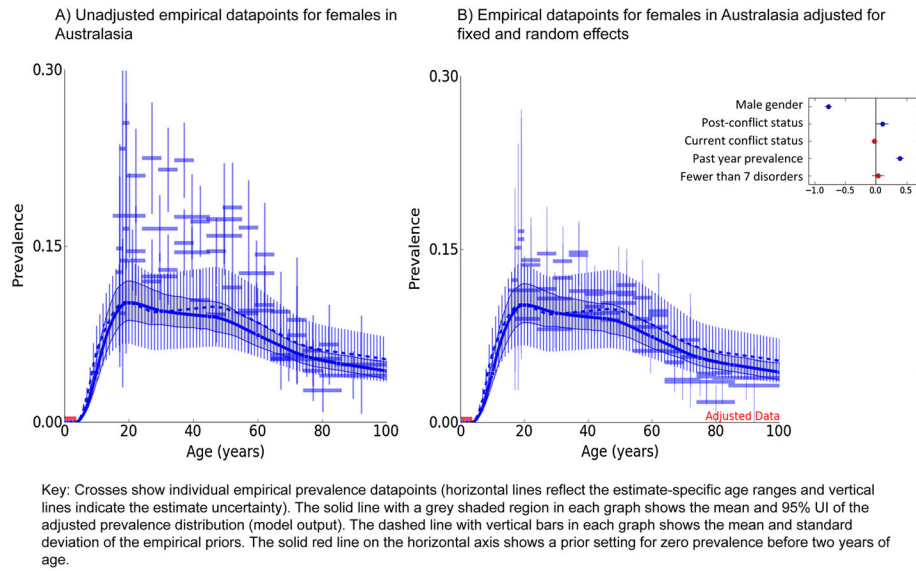 A) Unadjusted empirical datapoints for females in
Australasia
0.30
0.15
0.00
Prevalence
0
20
40
60
80
100
Age (years)
B) Empirical datapoints for females in Australasia adjusted for
fixed and random effects
0.30
0.15
0.00
Prevalence
0
20
40
60
80
100
Age (years)
Adjusted Data
Male gender
Post-conflict status
Current conflict status
Past year prevalence
Fewer than 7 disorders
−1.0
−0.5
0.0
0.5
Key: Crosses show individual empirical prevalence datapoints (horizontal lines reflect the estimate-specific age ranges and vertical
lines indicate the estimate uncertainty). The solid line with a grey shaded region in each graph shows the mean and 95% UI of the
adjusted prevalence distribution (model output). The dashed line with vertical bars in each graph shows the mean and standard
deviation of the empirical priors. The solid red line on the horizontal axis shows a prior setting for zero prevalence before two years of
age.